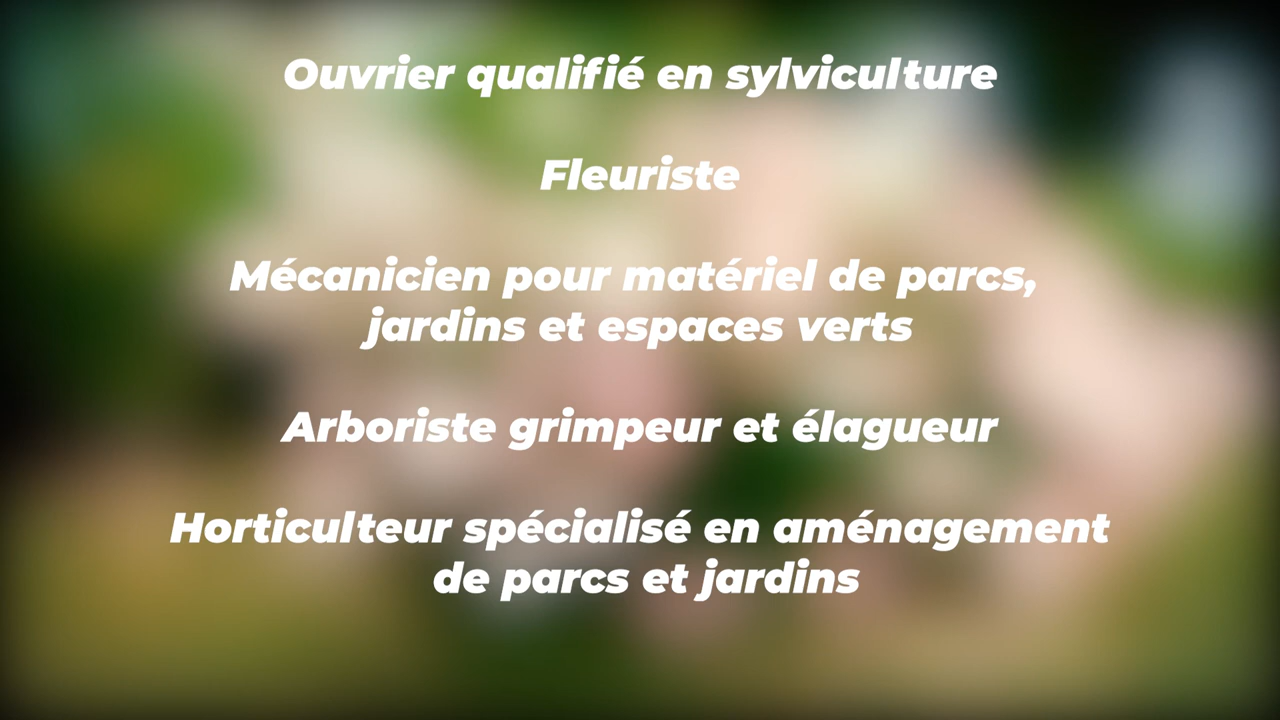 Ouvrier qualifié en sylviculture
Fleuriste
Mécanicien pour matériel de parcs,
jardins et espaces verts
Arboriste grimpeur et élagueur
Horticulteur spécialisé en aménagement
de parcs et jardins